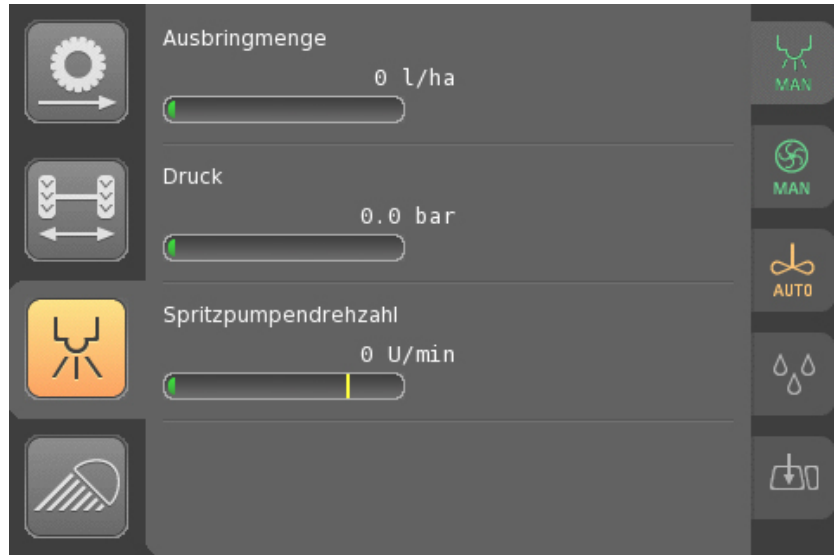 Ausbringmenge
0 l/ha
Druck
0.0 bar
Spritzpumpendrehzahl
0 U/min
MAN
MAN
AUTO